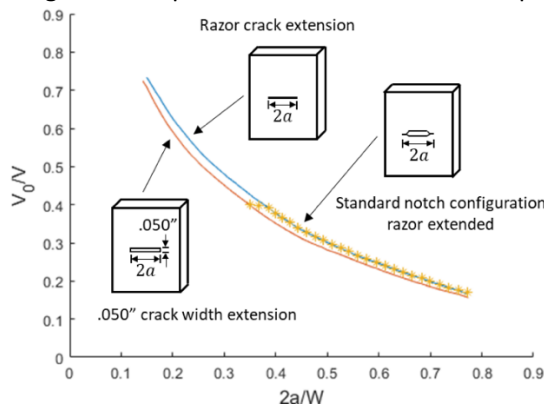 Razor crack extension
2a
2a
Standard notch configuration
razor extended
.050”
2a
.050” crack width extension
V0/V
0.9
0.8
0.7
0.6
0.5
0.4
0.3
0.2
0.1
0
0 0.1 0.2 0.3 0.4 0.5 0.6 0.7 0.8 0.9
2a/W